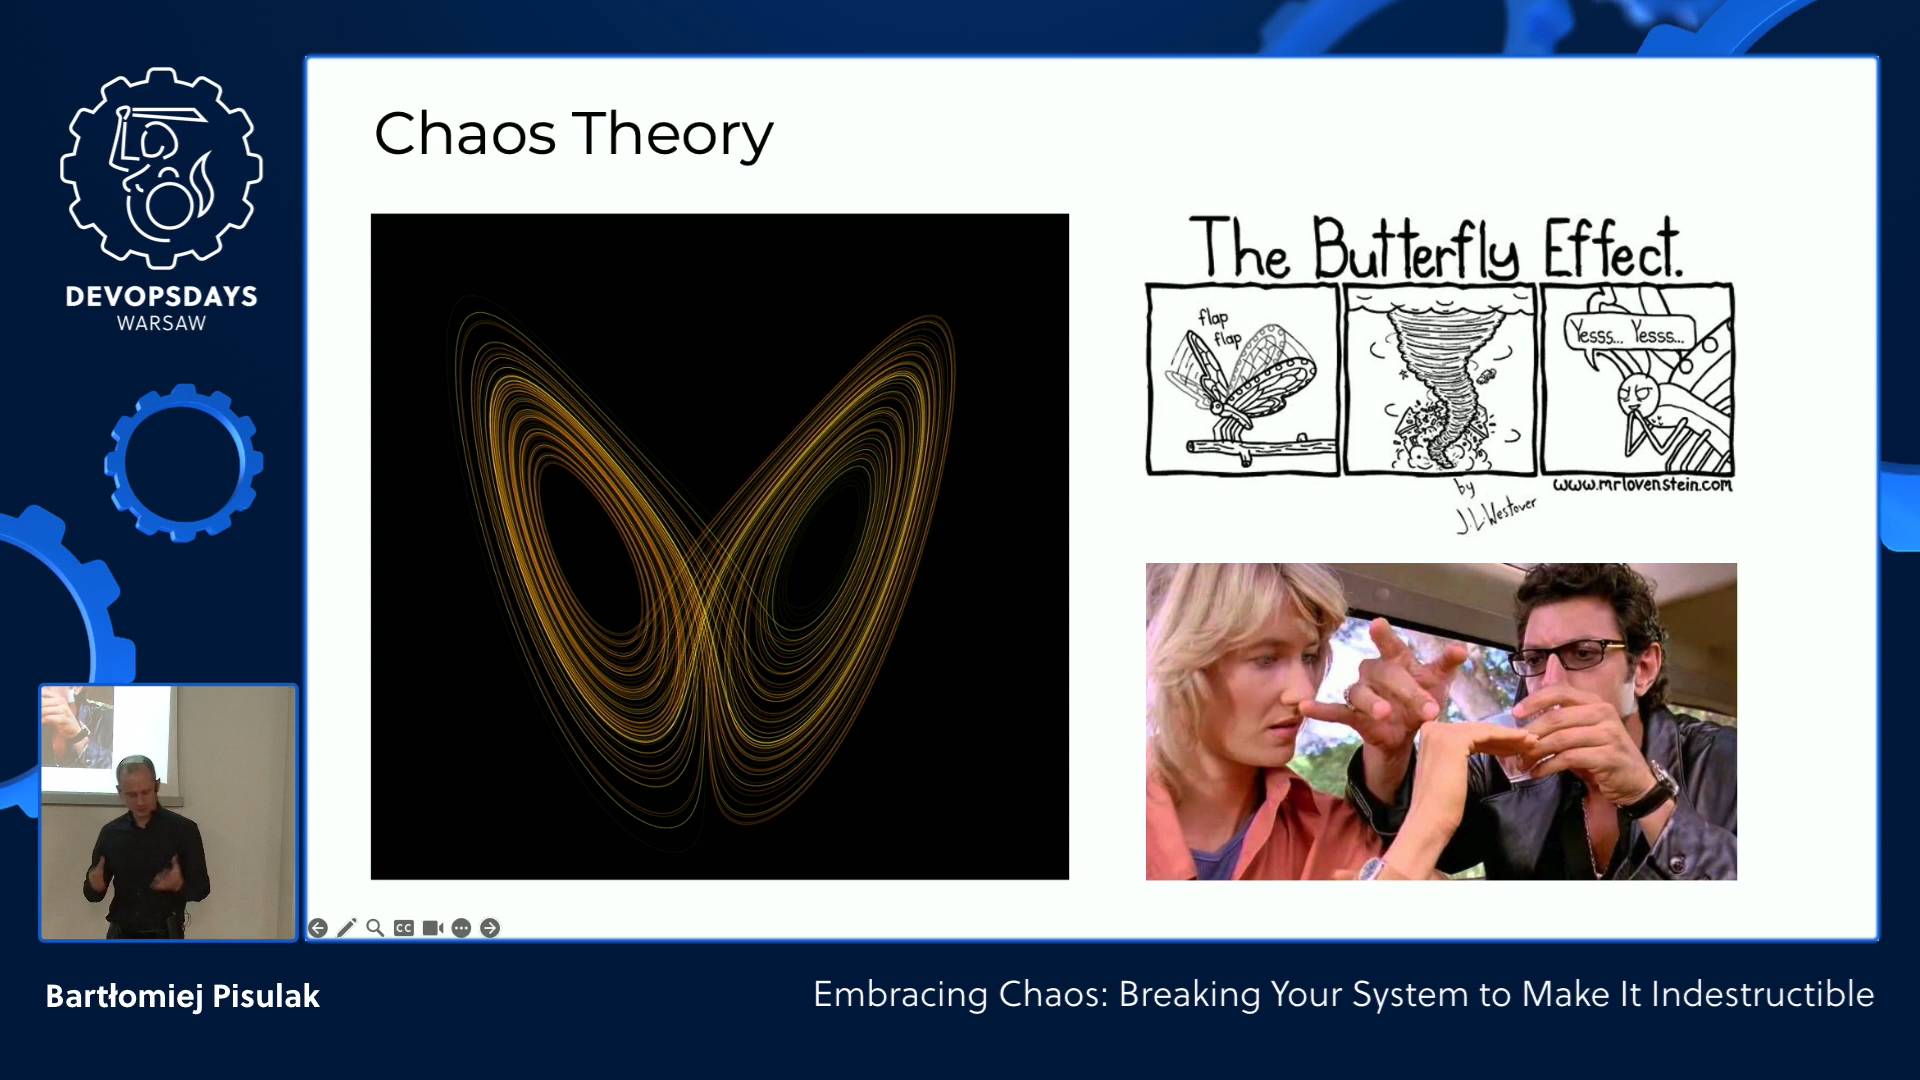 DEVOPSDAYS
WARSAW
Chaos Theory
The Butterfly Effect.
flap
flap
Yesss... Yesss...
by
J.L.Westover
www.mrlovenstein.com
CC
Bartłomiej Pisulak
Embracing Chaos: Breaking Your System to Make It Indestructible